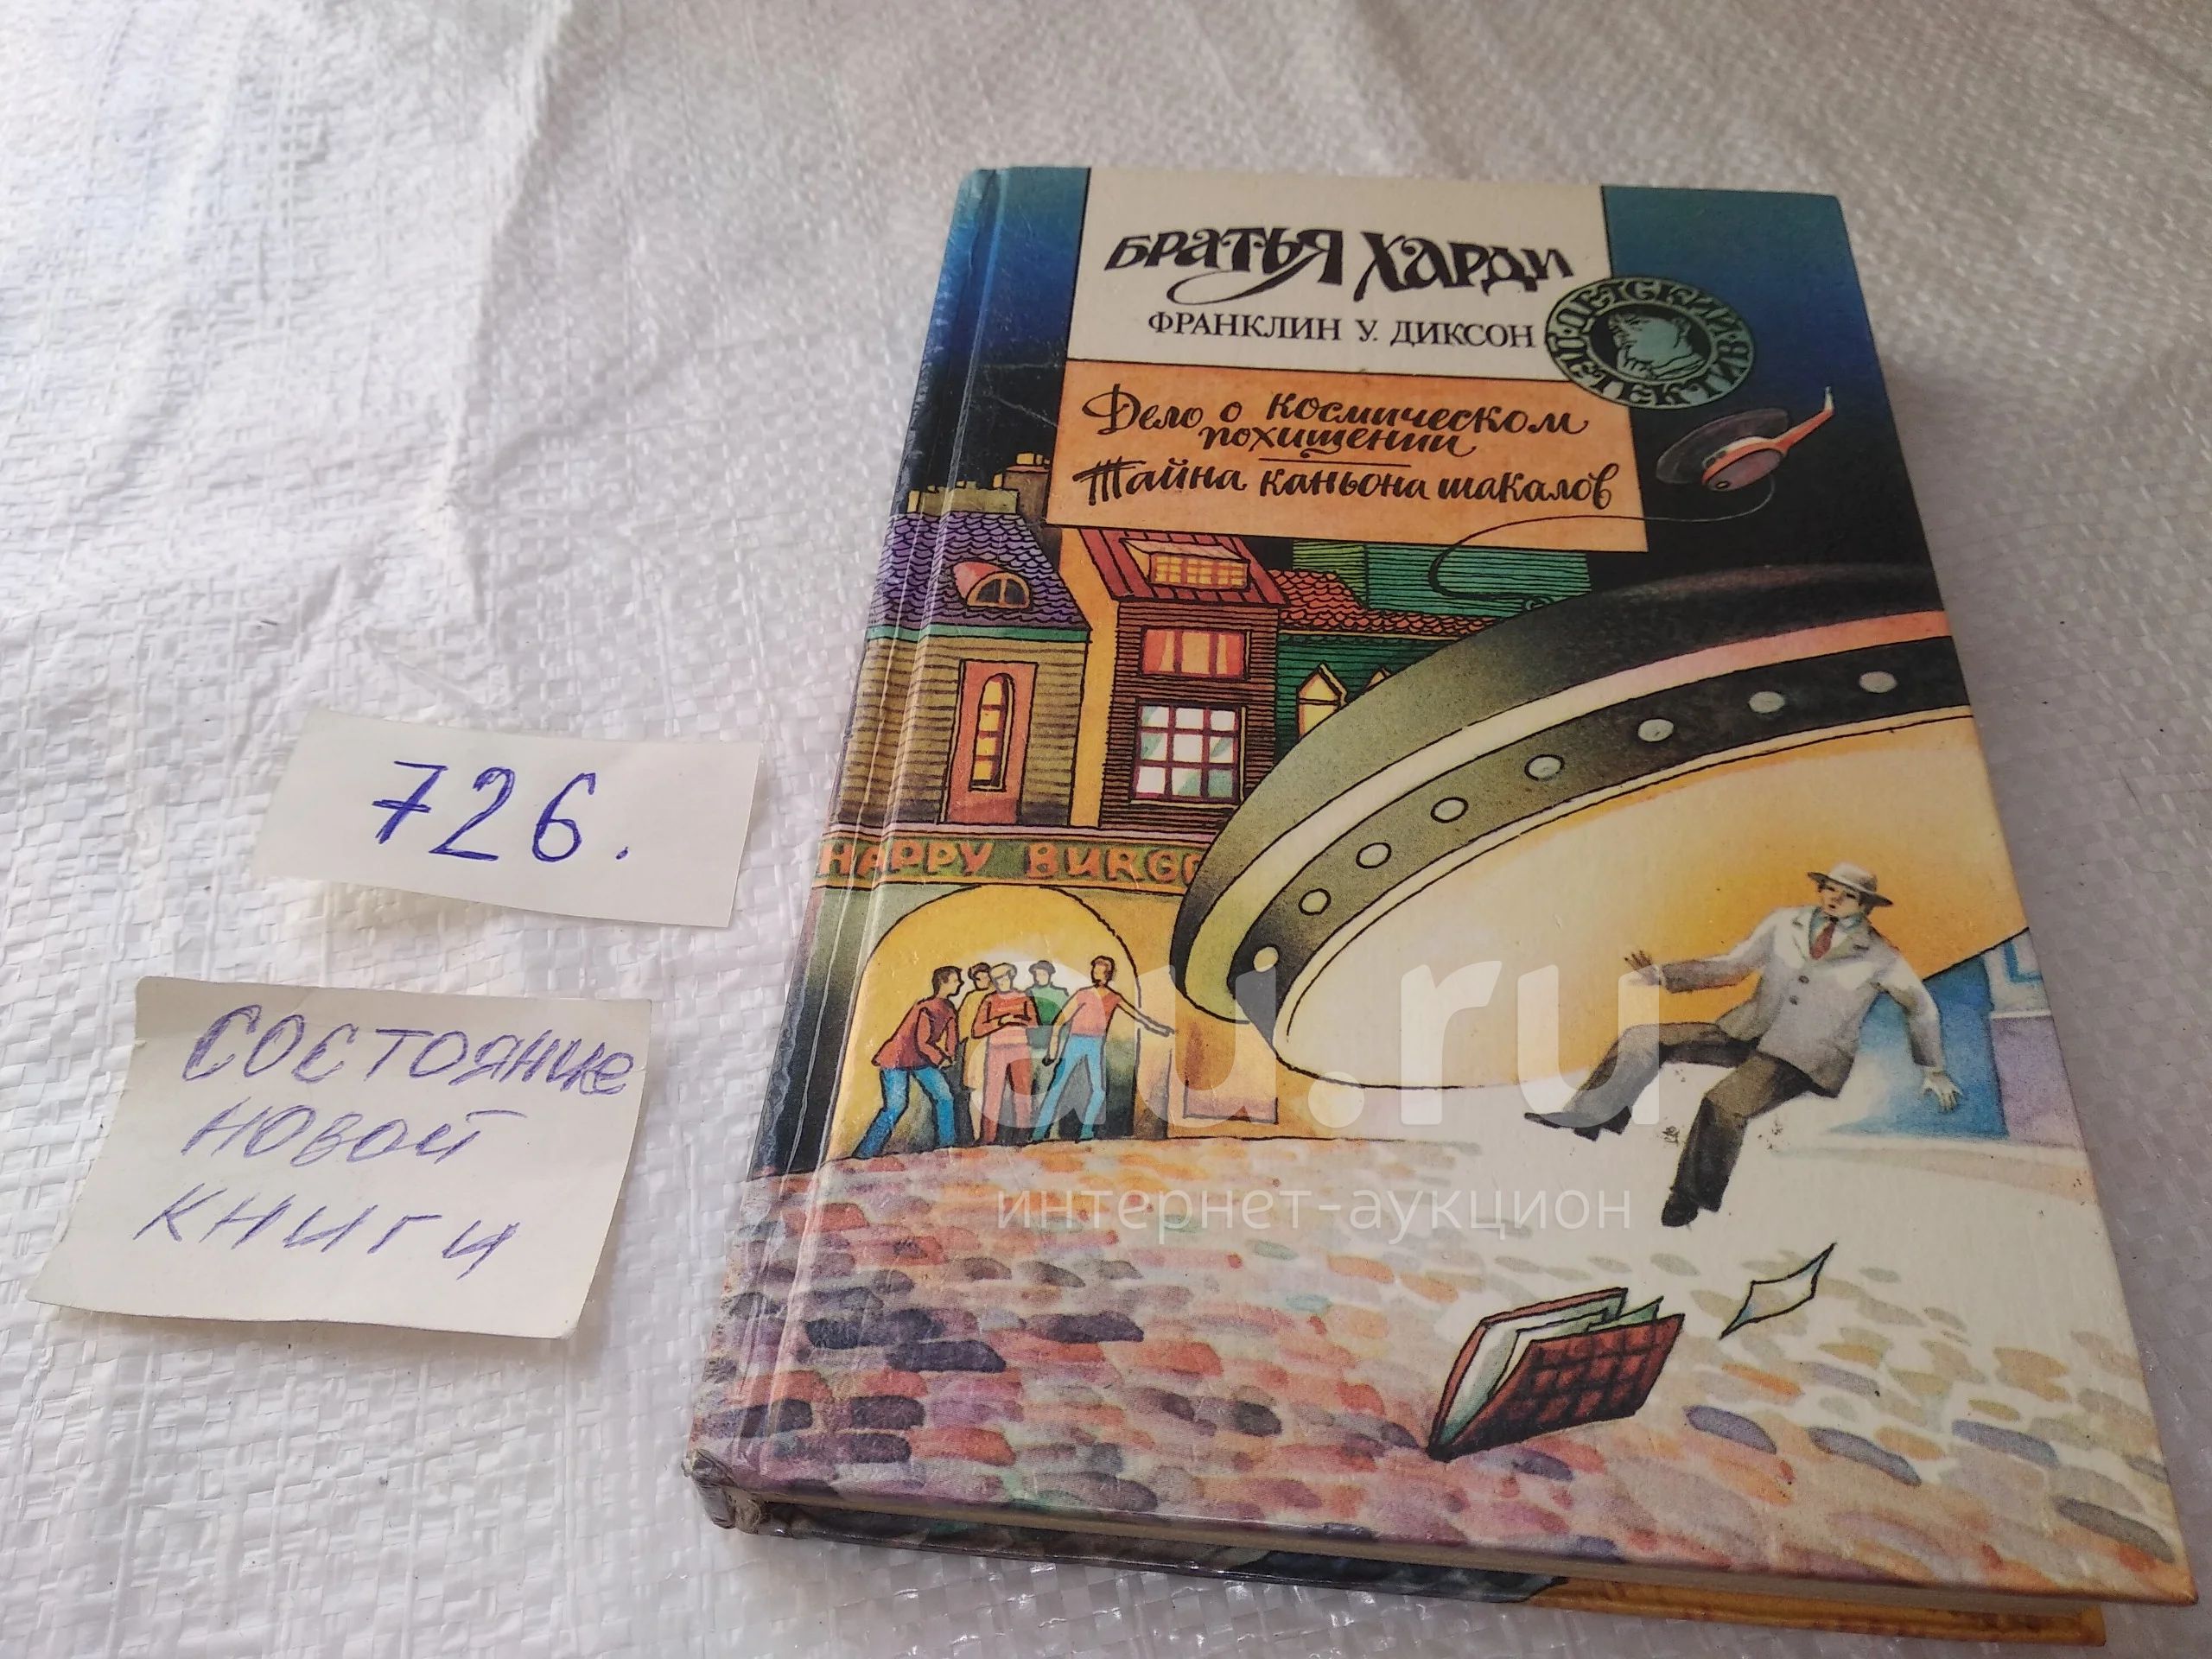 БРАТЬЯ ХАРДИ
ФРАНКЛИН У. ДИКСОН
ДЕТСКИЙ ДЕТЕКТИВ
Дело о космическом
похищении
Тайна каньона шакалов
HAPPY BURGE
726.
СОСТОЯНИЕ
НОВОЙ
КНИГИ
au.ru
интернет-аукцион